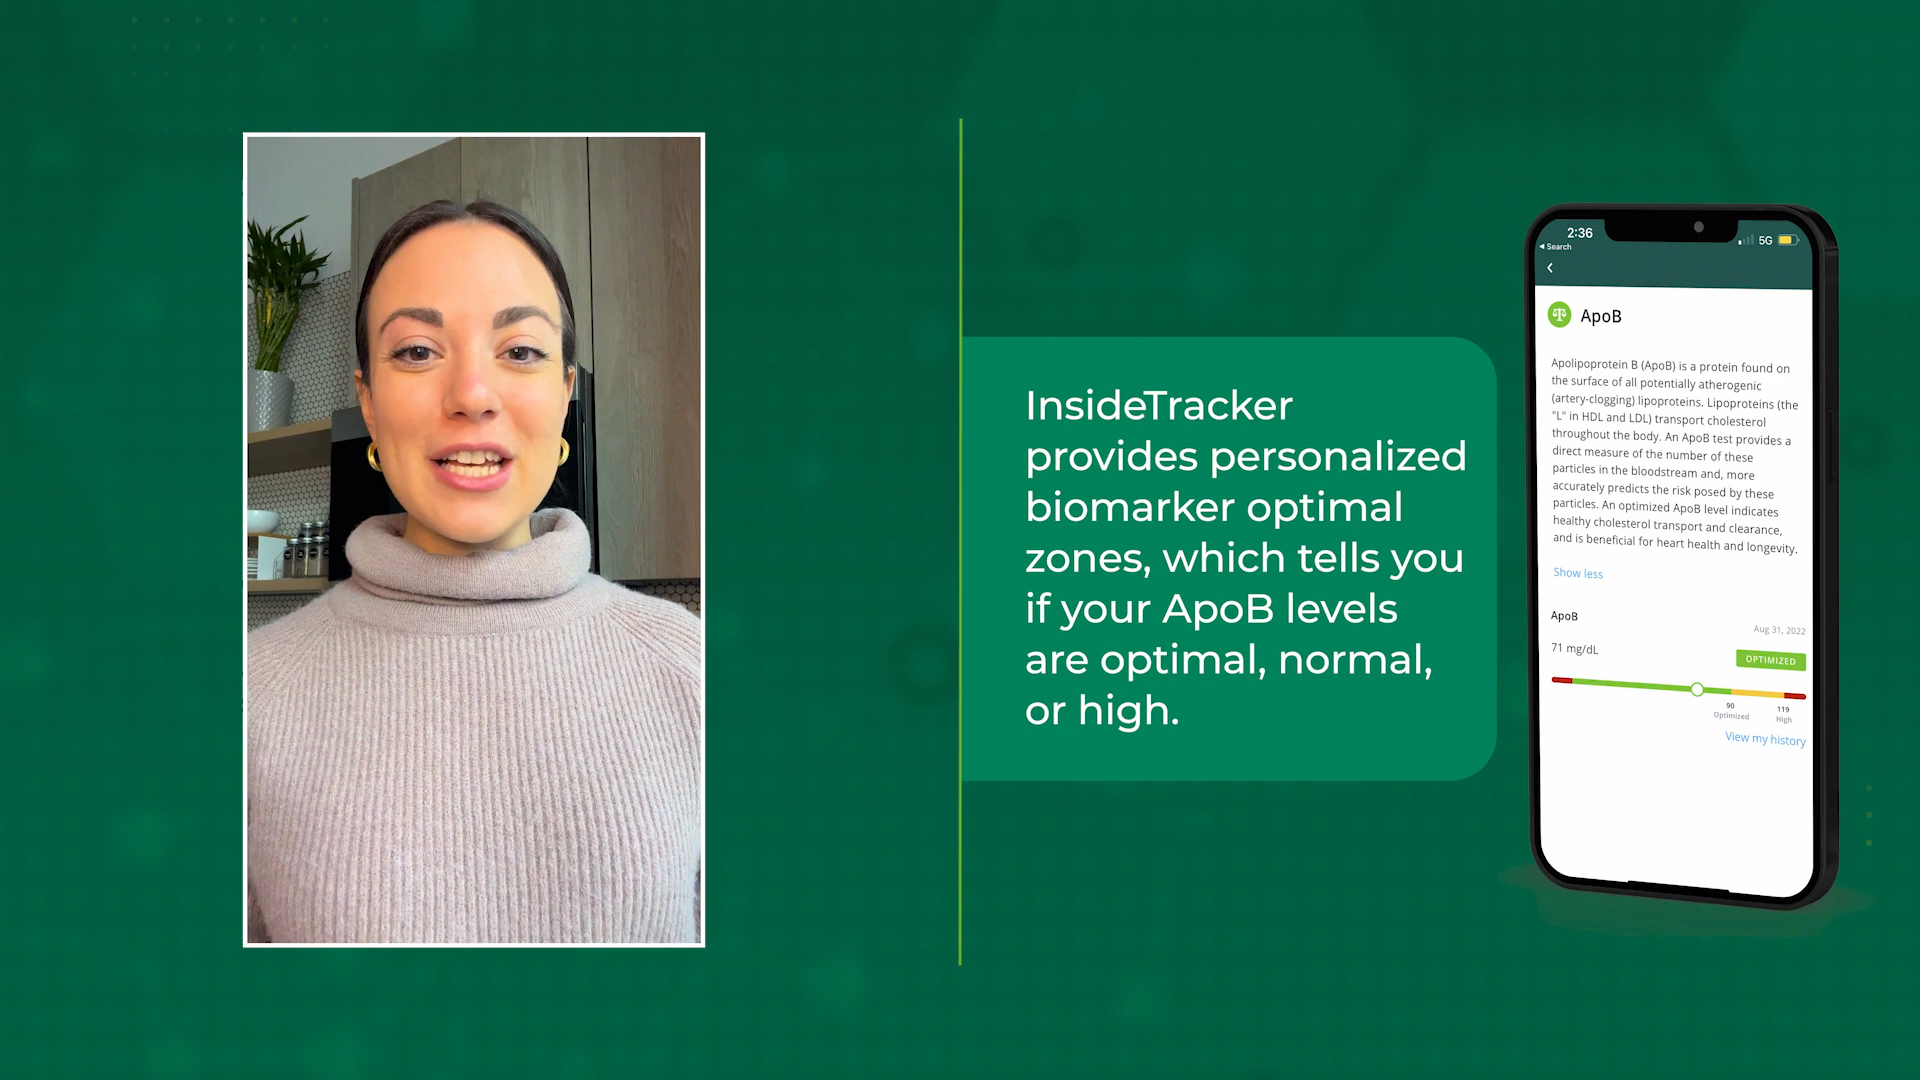 InsideTracker
provides personalized
biomarker optimal
zones, which tells you
if your ApoB levels
are optimal, normal,
or high.
2:36
5G
◀ Search
ApoB
Apolipoprotein B (ApoB) is a protein found on
the surface of all potentially atherogenic
(artery-clogging) lipoproteins. Lipoproteins (the
"L" in HDL and LDL) transport cholesterol
throughout the body. An ApoB test provides a
direct measure of the number of these
particles in the bloodstream and, more
accurately predicts the risk posed by these
particles. An optimized ApoB level indicates
healthy cholesterol transport and clearance,
and is beneficial for heart health and longevity.
Show less
ApoB
Aug 31, 2022
71 mg/dL
OPTIMIZED
90
Optimized
119
High
View my history